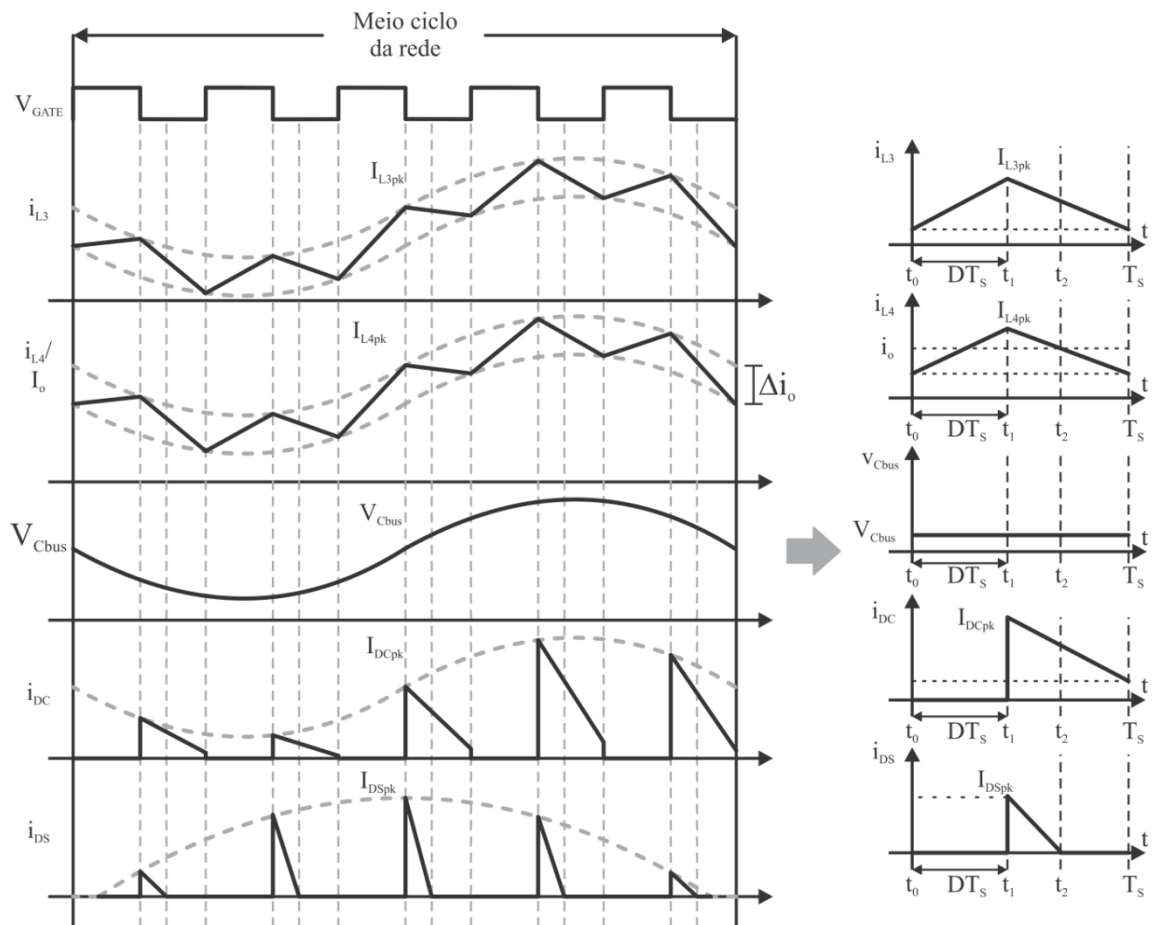 Meio ciclo
da rede
V_GATE
i_L3
I_L3pk
i_L4/
I_o
I_L4pk
Δi_o
V_Cbus
V_Cbus
i_DC
I_DCpk
i_DS
I_DSpk
i_L3
I_L3pk
t
t_0
DT_S
t_1
t_2
T_S
i_L4
I_L4pk
i_o
t
t_0
DT_S
t_1
t_2
T_S
v_Cbus
V_Cbus
t
t_0
DT_S
t_1
t_2
T_S
i_DC
I_DCpk
t
t_0
DT_S
t_1
t_2
T_S
i_DS
I_DSpk
t
t_0
DT_S
t_1
t_2
T_S